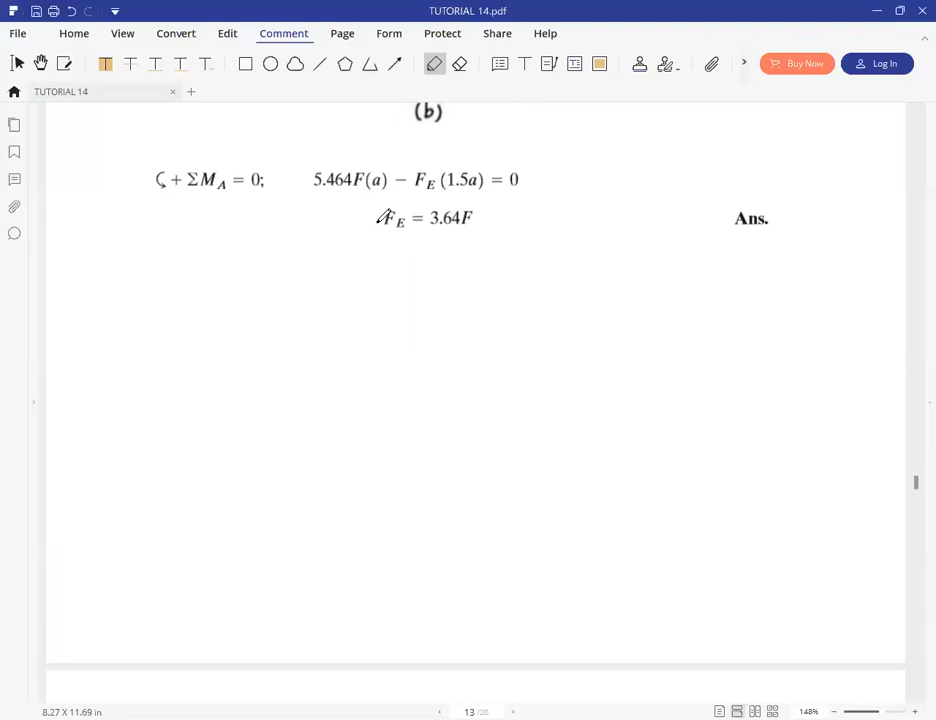 TUTORIAL 14.pdf
File Home View Convert Edit Comment Page Form Protect Share Help
Buy Now Log In
TUTORIAL 14
(b)
ζ + ΣM_A = 0; 5.464F(a) − F_E (1.5a) = 0
F_E = 3.64F Ans.
8.27 X 11.69 in 13 /20 148%